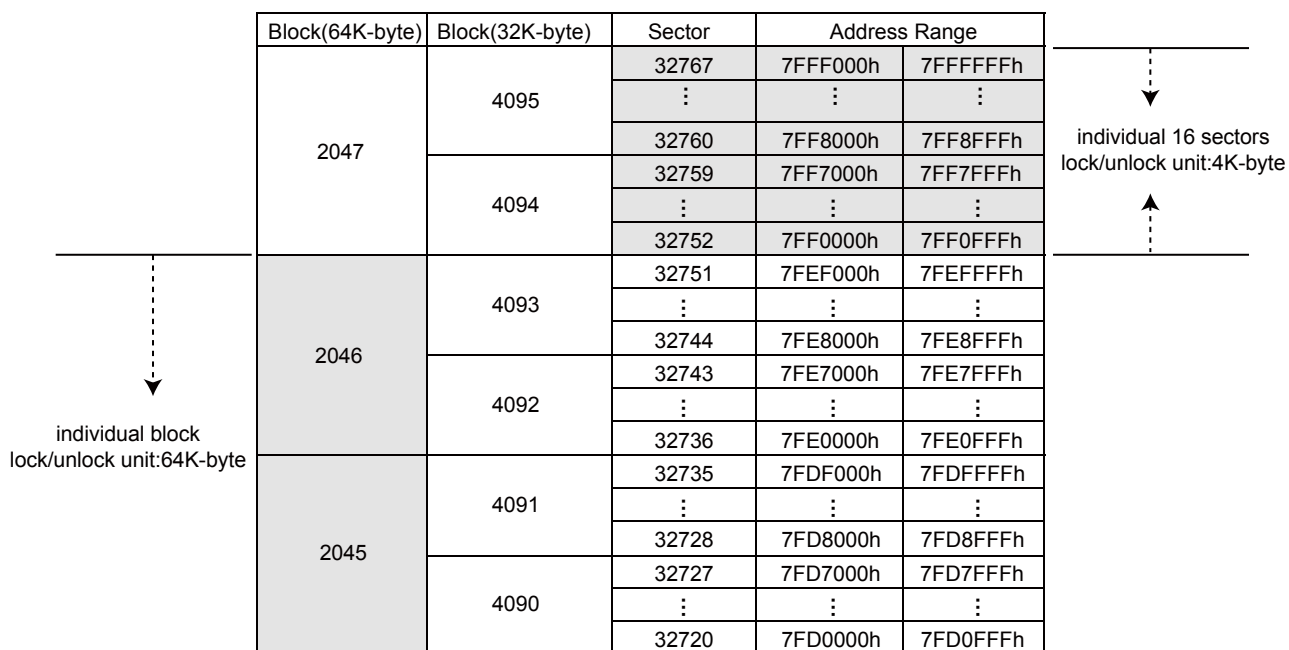 Block(64K-byte) Block(32K-byte) Sector Address Range
2047
4095
32767 7FFF000h 7FFFFFFh
⋮ ⋮ ⋮
32760 7FF8000h 7FF8FFFh
4094
32759 7FF7000h 7FF7FFFh
⋮ ⋮ ⋮
32752 7FF0000h 7FF0FFFh
individual 16 sectors
lock/unlock unit:4K-byte
2046
4093
32751 7FEF000h 7FEFFFFh
⋮ ⋮ ⋮
32744 7FE8000h 7FE8FFFh
4092
32743 7FE7000h 7FE7FFFh
⋮ ⋮ ⋮
32736 7FE0000h 7FE0FFFh
individual block
lock/unlock unit:64K-byte
2045
4091
32735 7FDF000h 7FDFFFFh
⋮ ⋮ ⋮
32728 7FD8000h 7FD8FFFh
4090
32727 7FD7000h 7FD7FFFh
⋮ ⋮ ⋮
32720 7FD0000h 7FD0FFFh